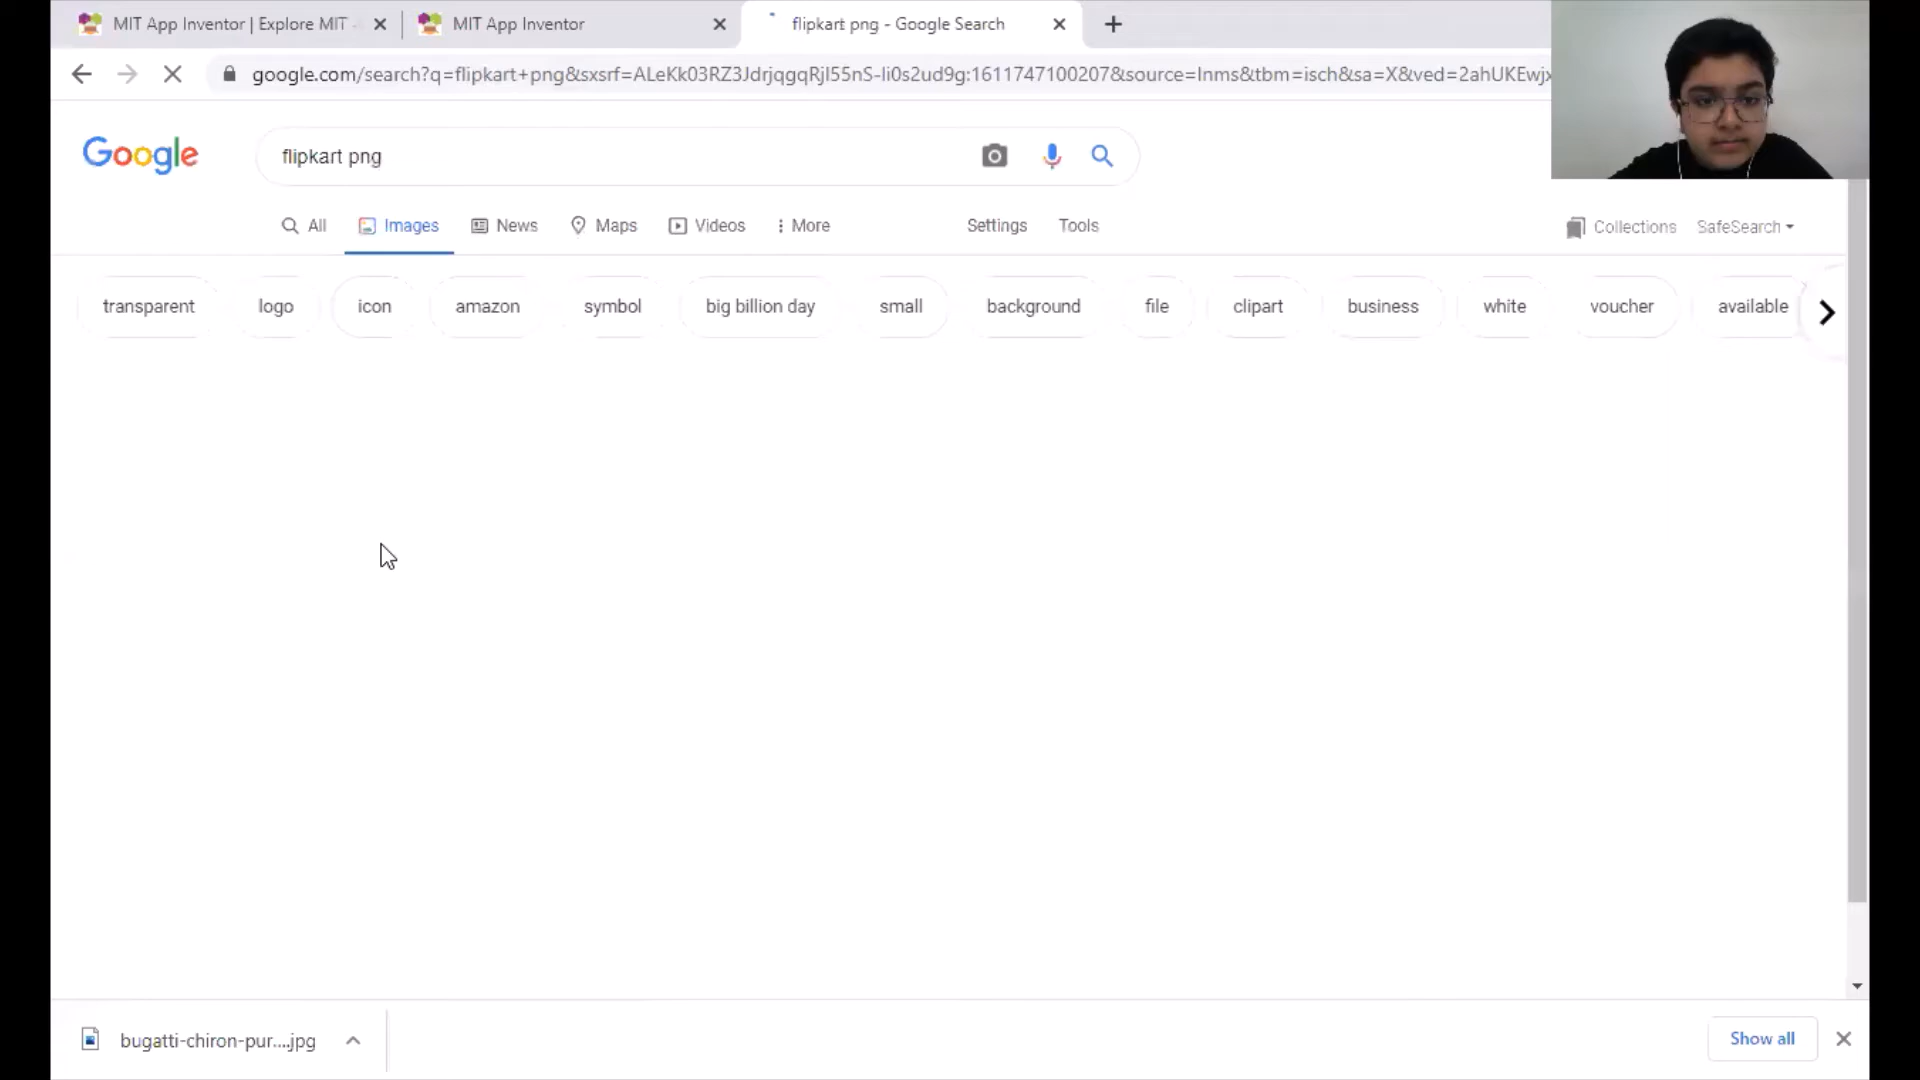 MIT App Inventor | Explore MIT
MIT App Inventor
flipkart png - Google Search
google.com/search?q=flipkart+png&sxsrf=ALeKk03RZ3JdrjqgqRjI55nS-Ii0s2ud9g:1611747100207&source=lnms&tbm=isch&sa=X&ved=2ahUKEwjx
Google
flipkart png
All
Images
News
Maps
Videos
More
Settings
Tools
Collections
SafeSearch
transparent
logo
icon
amazon
symbol
big billion day
small
background
file
clipart
business
white
voucher
available
bugatti-chiron-pur....jpg
Show all